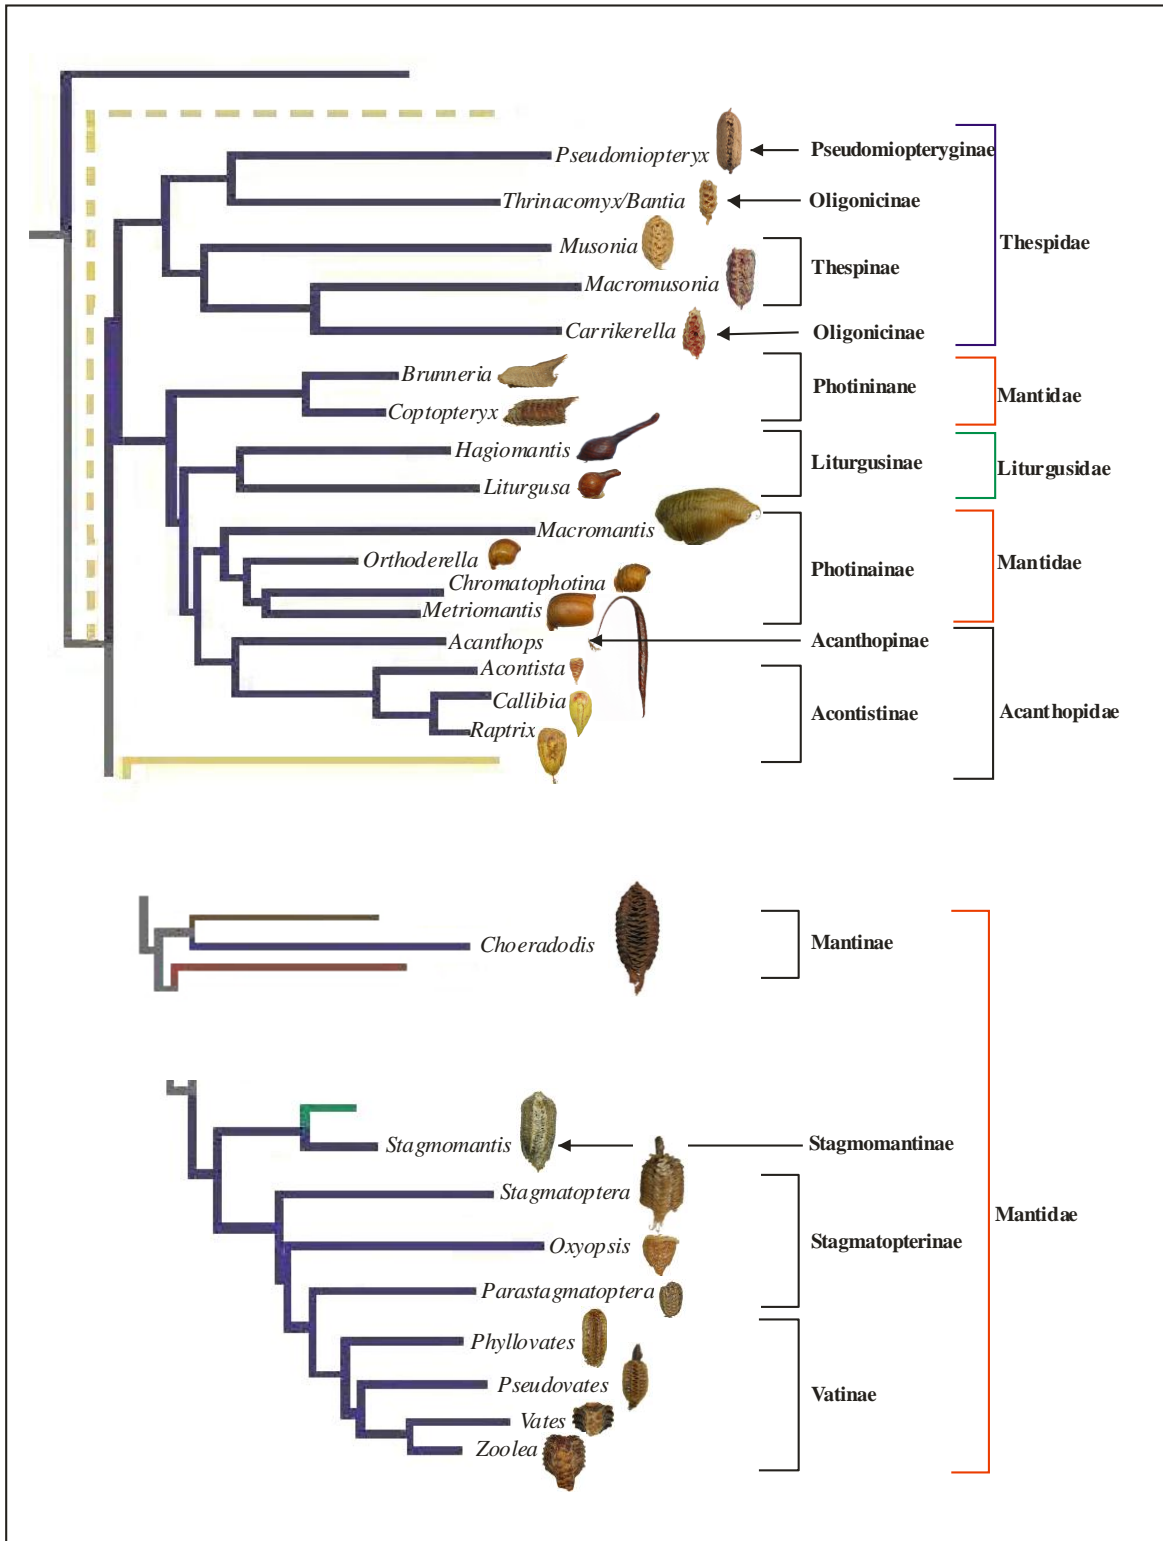 Pseudomiopteryx
Pseudomiopteryginae
Thrinacomyx/Bantia
Oligonicinae
Musonia
Thespinae
Thespidae
Macromusonia
Carrikerella
Oligonicinae
Brunneria
Photininane
Mantidae
Coptopteryx
Hagiomantis
Liturgusinae
Liturgusidae
Liturgusa
Macromantis
Orthoderella
Photinainae
Mantidae
Chromatophotina
Metriomantis
Acanthops
Acanthopinae
Acontista
Callibia
Acontistinae
Acanthopidae
Raptrix
Choeradodis
Mantinae
Stagmomantis
Stagmomantinae
Stagmatoptera
Mantidae
Oxyopsis
Stagmatopterinae
Parastagmatoptera
Phyllovates
Pseudovates
Vatinae
Vates
Zoolea